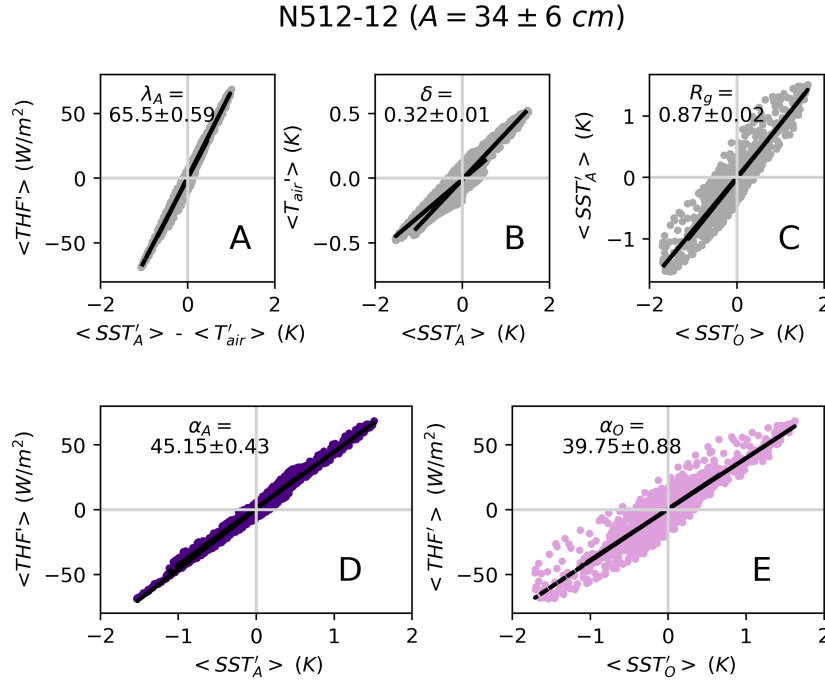 N512-12 (A = 34 ± 6 cm)
λ_A =
65.5±0.59
A
50
0
−50
−2
0
2
<THF'> (W/m²)
<SST'_A> - <T'_air> (K)
δ =
0.32±0.01
B
0.5
0.0
−0.5
−2
0
2
<T'_air> (K)
<SST'_A> (K)
R_g =
0.87±0.02
C
1
0
−1
−2
0
2
<SST'_A> (K)
<SST'_O> (K)
α_A =
45.15±0.43
D
50
0
−50
−2
−1
0
1
2
<THF'> (W/m²)
<SST'_A> (K)
α_O =
39.75±0.88
E
50
0
−50
−2
−1
0
1
2
<THF'> (W/m²)
<SST'_O> (K)